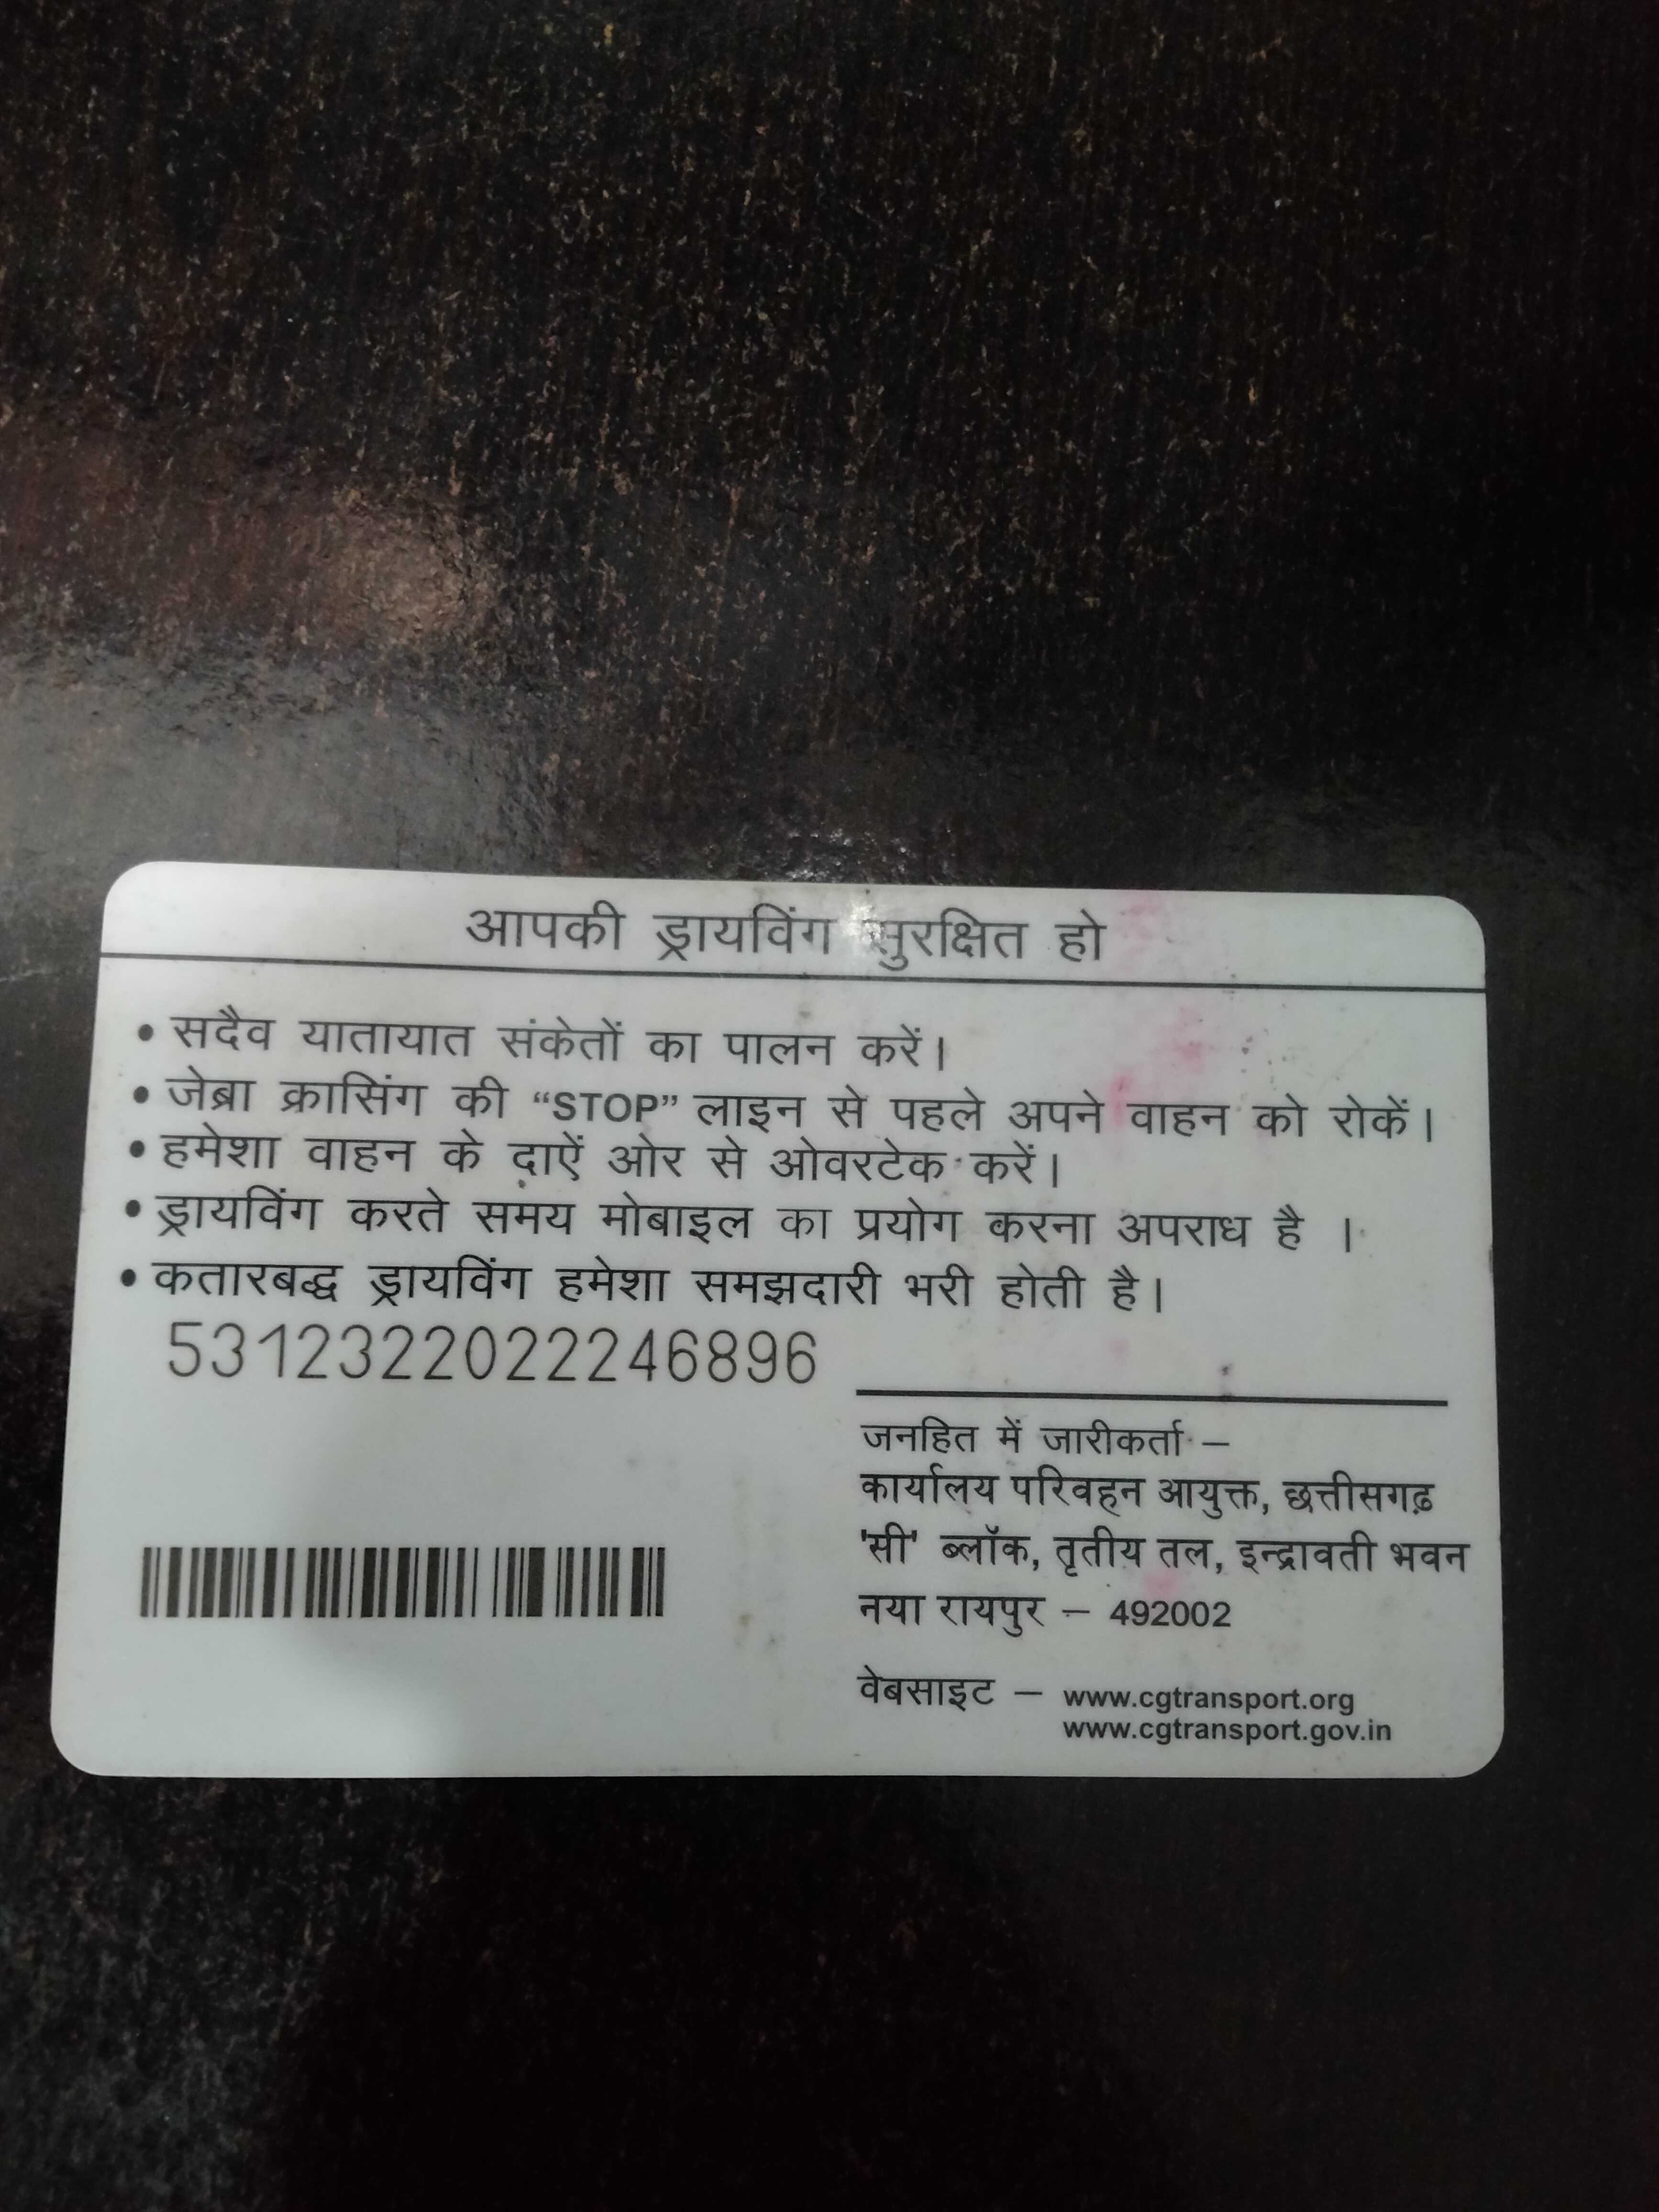 आपकी ड्रायविंग सुरक्षित हो
• सदैव यातायात संकेतों का पालन करें।
• जेब्रा क्रासिंग की “STOP” लाइन से पहले अपने वाहन को रोकें।
• हमेशा वाहन के दाऐं ओर से ओवरटेक करें।
• ड्रायविंग करते समय मोबाइल का प्रयोग करना अपराध है ।
• कतारबद्ध ड्रायविंग हमेशा समझदारी भरी होती है।
5312322022246896
जनहित में जारीकर्ता –
कार्यालय परिवहन आयुक्त, छत्तीसगढ़
'सी' ब्लॉक, तृतीय तल, इन्द्रावती भवन
नया रायपुर – 492002
वेबसाइट – www.cgtransport.org
www.cgtransport.gov.in